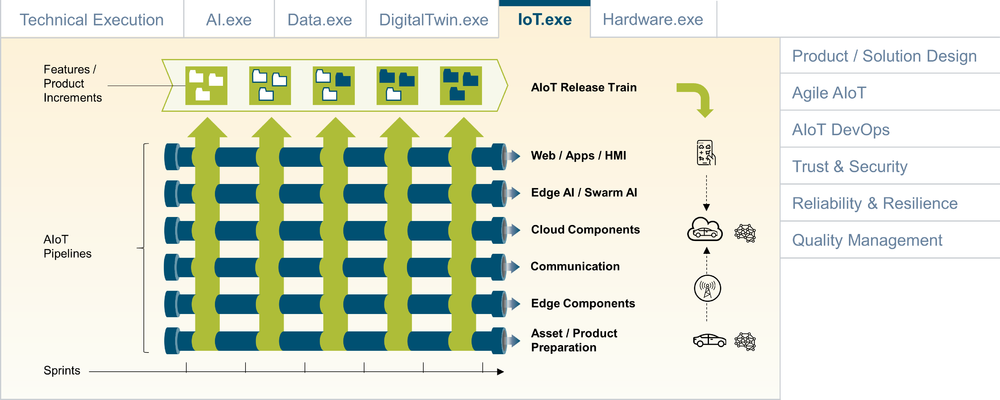 Technical Execution
AI.exe
Data.exe
DigitalTwin.exe
IoT.exe
Hardware.exe
Product / Solution Design
Agile AIoT
AIoT DevOps
Trust & Security
Reliability & Resilience
Quality Management
Features /
Product
Increments
AIoT Release Train
AIoT
Pipelines
Web / Apps / HMI
Edge AI / Swarm AI
Cloud Components
Communication
Edge Components
Asset / Product
Preparation
Sprints